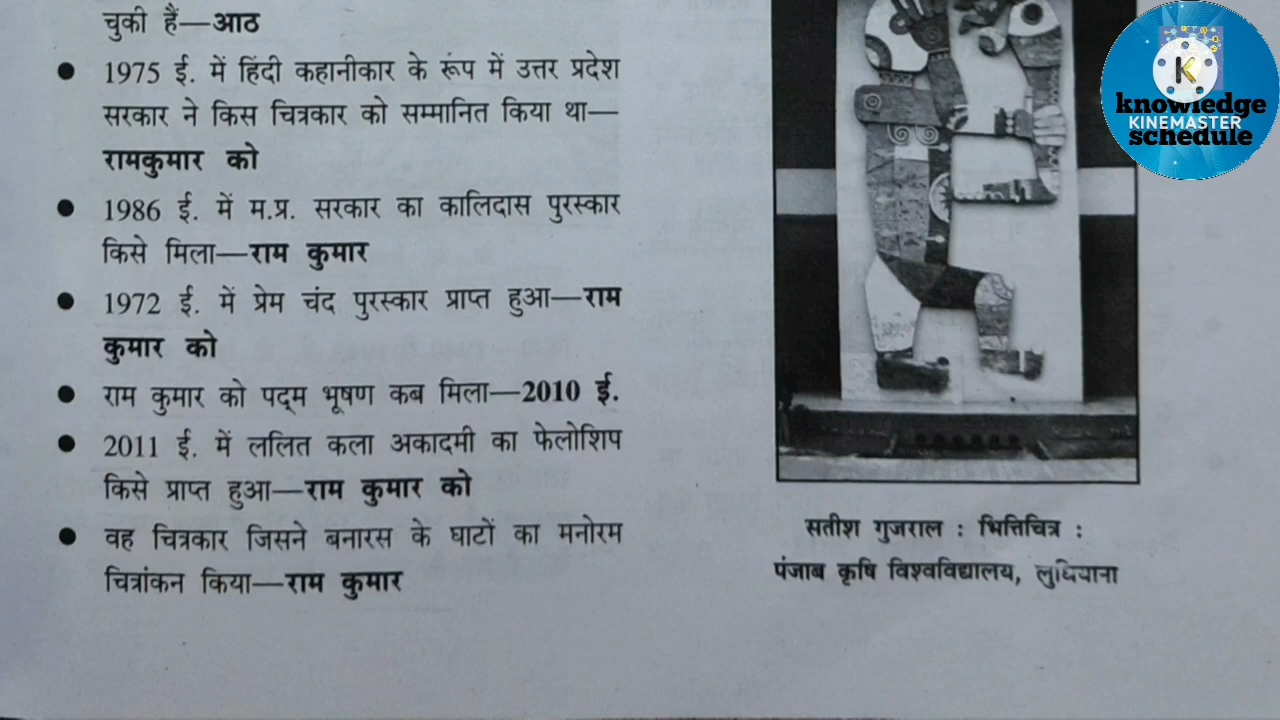 चुकी हैं—आठ
● 1975 ई. में हिंदी कहानीकार के रूप में उत्तर प्रदेश
सरकार ने किस चित्रकार को सम्मानित किया था—
रामकुमार को
● 1986 ई. में म.प्र. सरकार का कालिदास पुरस्कार
किसे मिला—राम कुमार
● 1972 ई. में प्रेम चंद पुरस्कार प्राप्त हुआ—राम
कुमार को
● राम कुमार को पद्म भूषण कब मिला—2010 ई.
● 2011 ई. में ललित कला अकादमी का फेलोशिप
किसे प्राप्त हुआ—राम कुमार को
● वह चित्रकार जिसने बनारस के घाटों का मनोरम
चित्रांकन किया—राम कुमार
सतीश गुजराल : भित्तिचित्र :
पंजाब कृषि विश्वविद्यालय, लुधियाना
knowledge
KINEMASTER
schedule